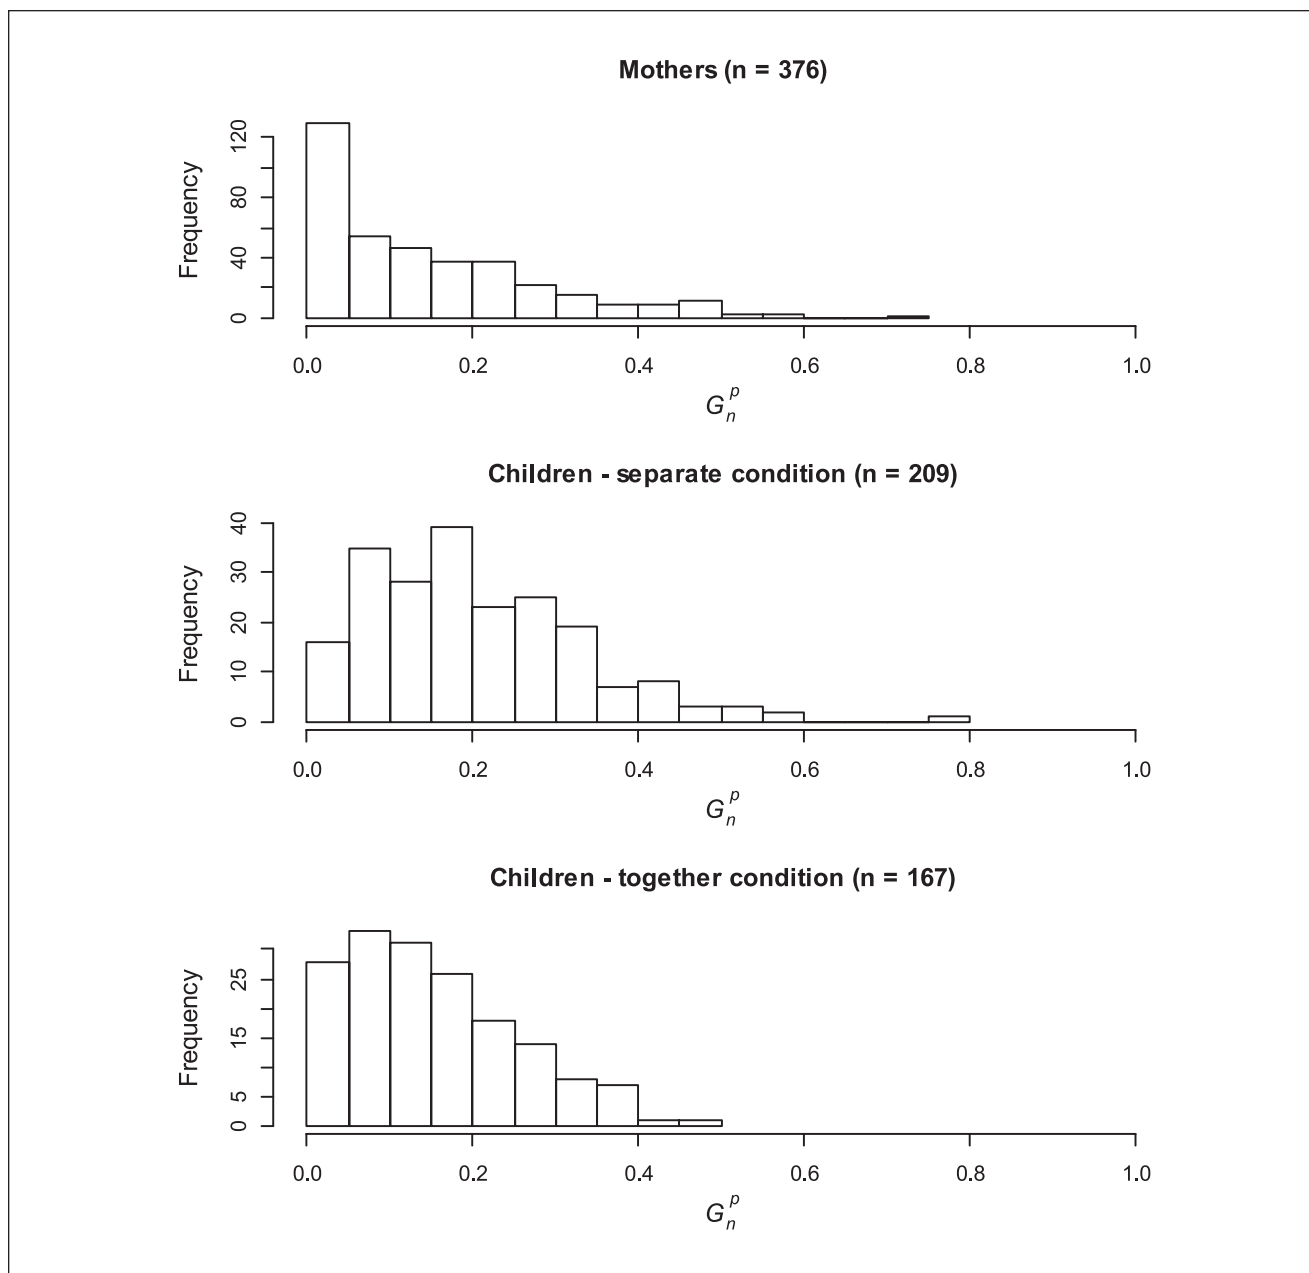 Mothers (n = 376)
Frequency
0 40 80 120
0.0 0.2 0.4 0.6 0.8 1.0
G_n^p
Children - separate condition (n = 209)
Frequency
0 10 20 30 40
0.0 0.2 0.4 0.6 0.8 1.0
G_n^p
Children - together condition (n = 167)
Frequency
0 5 15 25
0.0 0.2 0.4 0.6 0.8 1.0
G_n^p